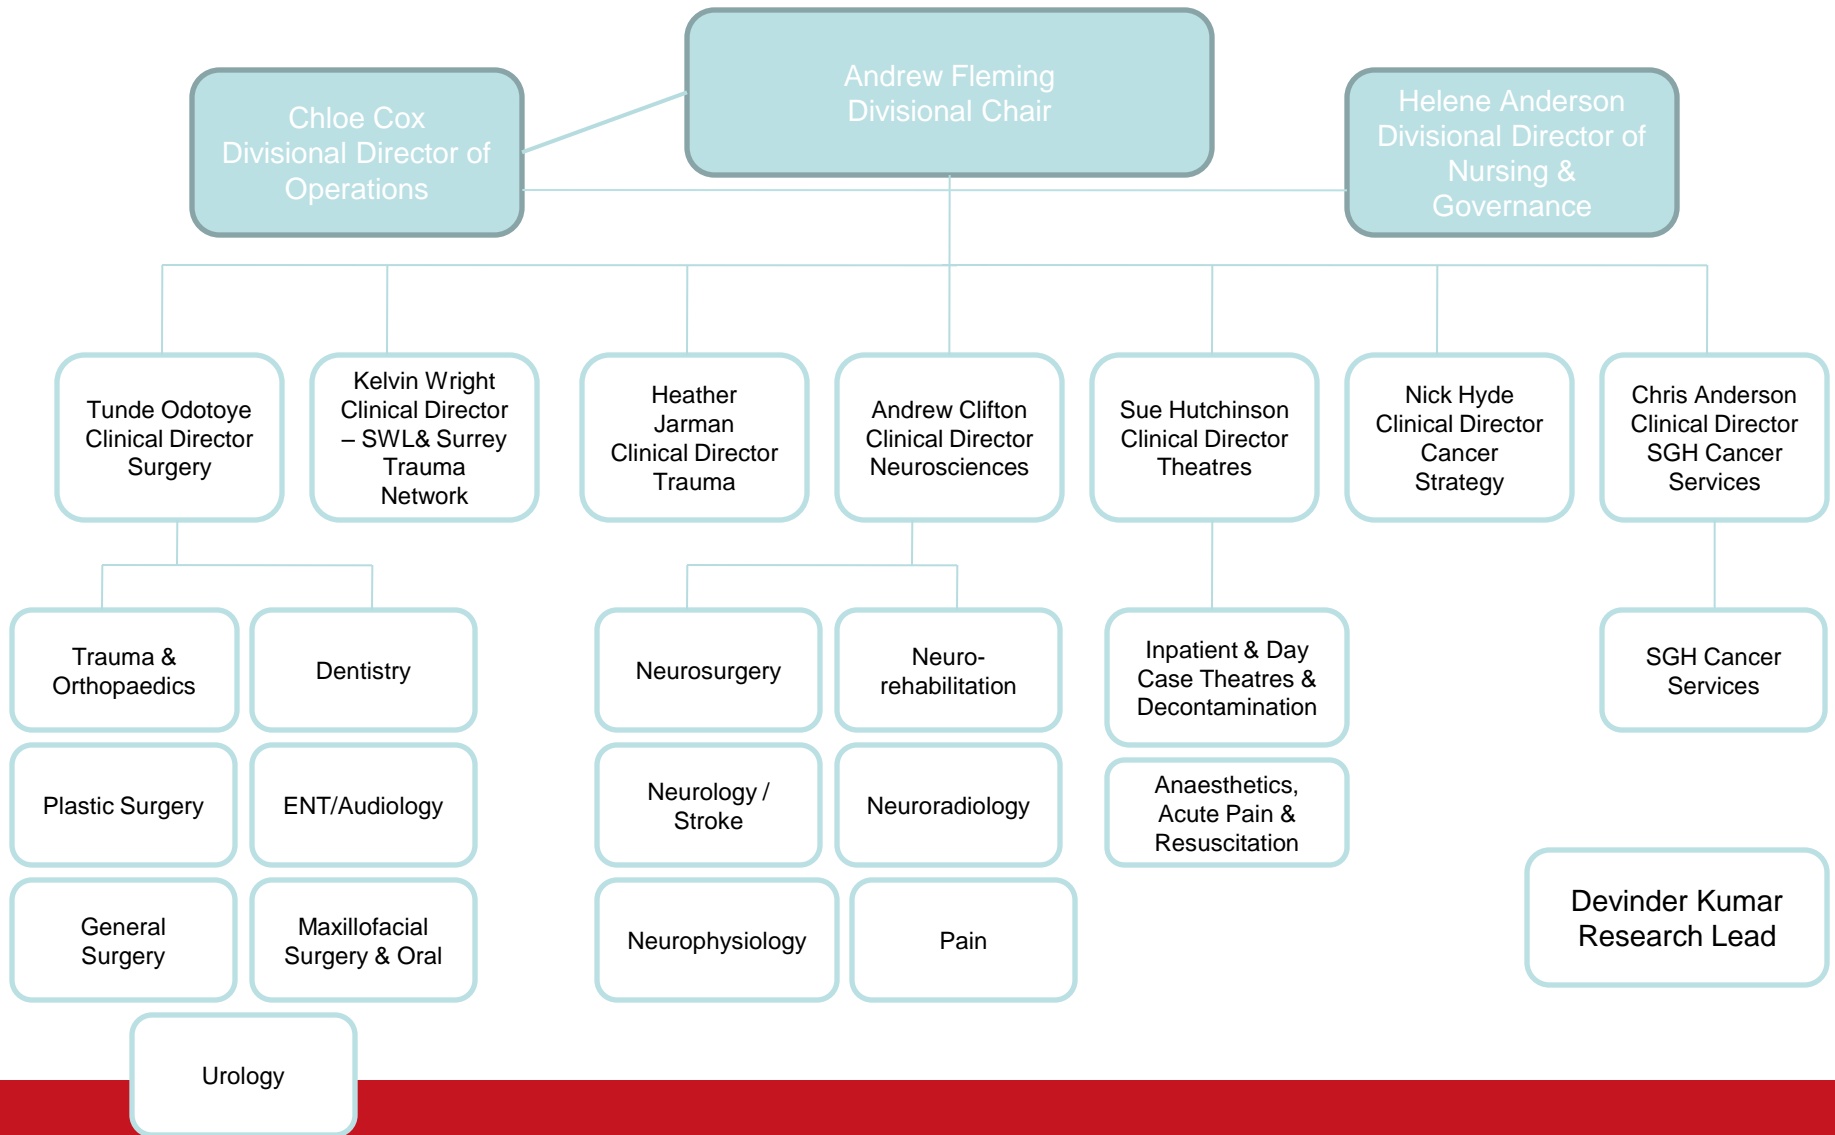 Andrew Fleming
Divisional Chair
Chloe Cox
Divisional Director of
Operations
Helene Anderson
Divisional Director of
Nursing &
Governance
Tunde Odotoye
Clinical Director
Surgery
Kelvin Wright
Clinical Director
– SWL& Surrey
Trauma
Network
Heather
Jarman
Clinical Director
Trauma
Andrew Clifton
Clinical Director
Neurosciences
Sue Hutchinson
Clinical Director
Theatres
Nick Hyde
Clinical Director
Cancer
Strategy
Chris Anderson
Clinical Director
SGH Cancer
Services
Trauma &
Orthopaedics
Dentistry
Neurosurgery
Neuro-
rehabilitation
Inpatient & Day
Case Theatres &
Decontamination
SGH Cancer
Services
Plastic Surgery
ENT/Audiology
Neurology /
Stroke
Neuroradiology
Anaesthetics,
Acute Pain &
Resuscitation
General
Surgery
Maxillofacial
Surgery & Oral
Neurophysiology
Pain
Devinder Kumar
Research Lead
Urology